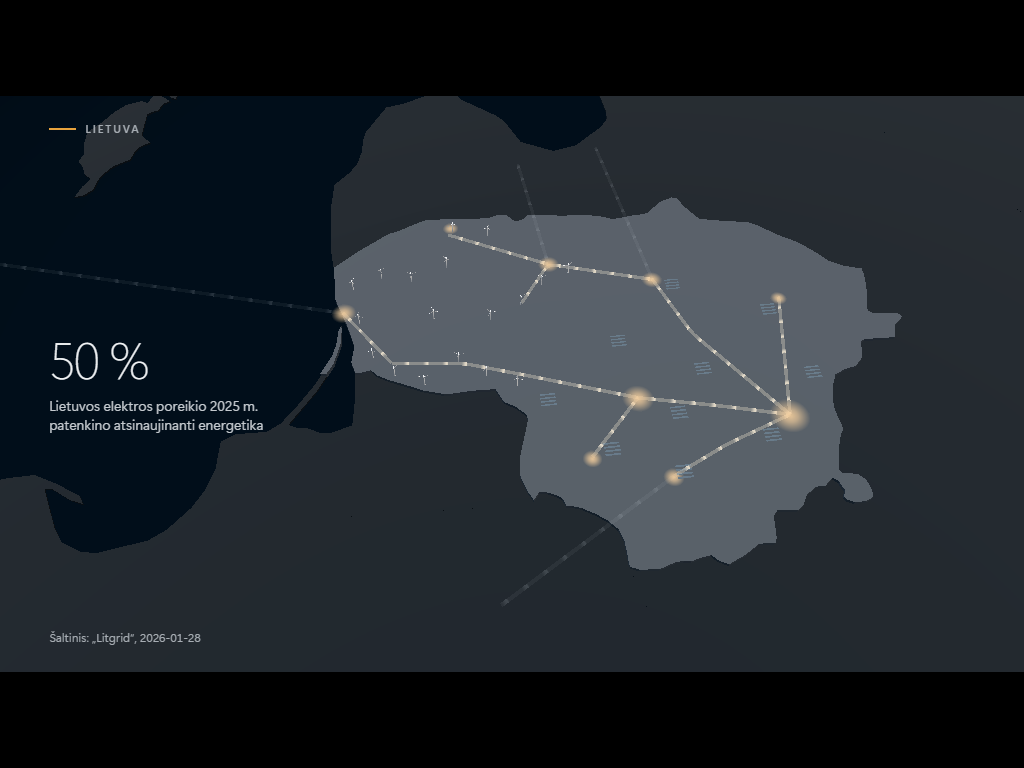 LIETUVA
50 %
Lietuvos elektros poreikio 2025 m.
patenkino atsinaujinanti energetika
Šaltinis: „Litgrid“, 2026-01-28